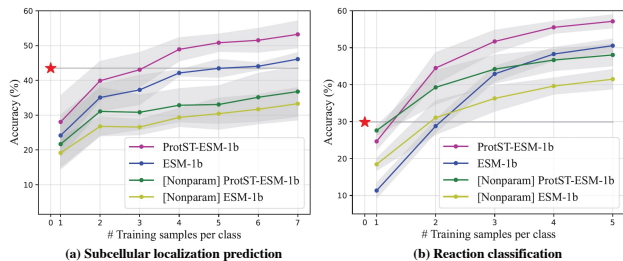 60
50
40
30
20
10
Accuracy (%)
ProtST-ESM-1b
ESM-1b
[Nonparam] ProtST-ESM-1b
[Nonparam] ESM-1b
0 1 2 3 4 5 6 7
# Training samples per class
(a) Subcellular localization prediction
60
50
40
30
20
10
Accuracy (%)
ProtST-ESM-1b
ESM-1b
[Nonparam] ProtST-ESM-1b
[Nonparam] ESM-1b
0 1 2 3 4 5
# Training samples per class
(b) Reaction classification